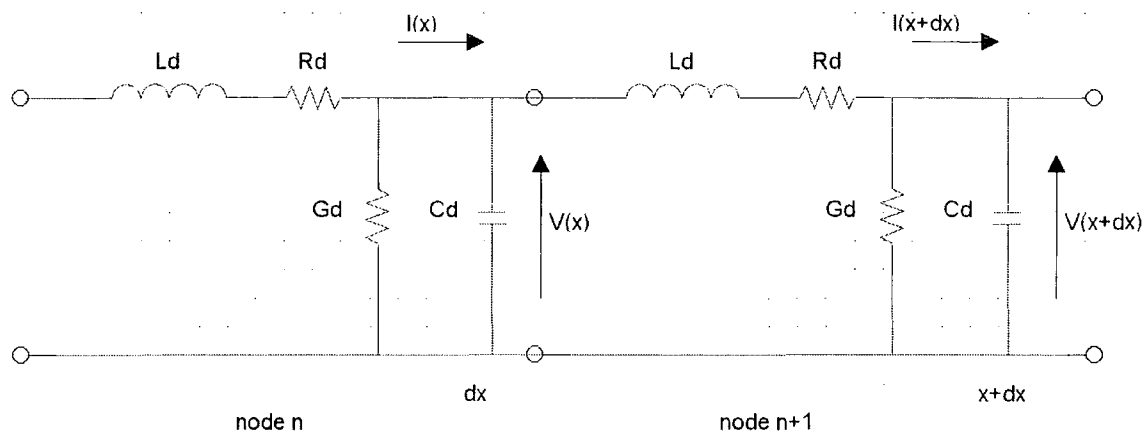 I(x)
I(x+dx)
Ld
Rd
Ld
Rd
Gd
Cd
V(x)
Gd
Cd
V(x+dx)
dx
x+dx
node n
node n+1